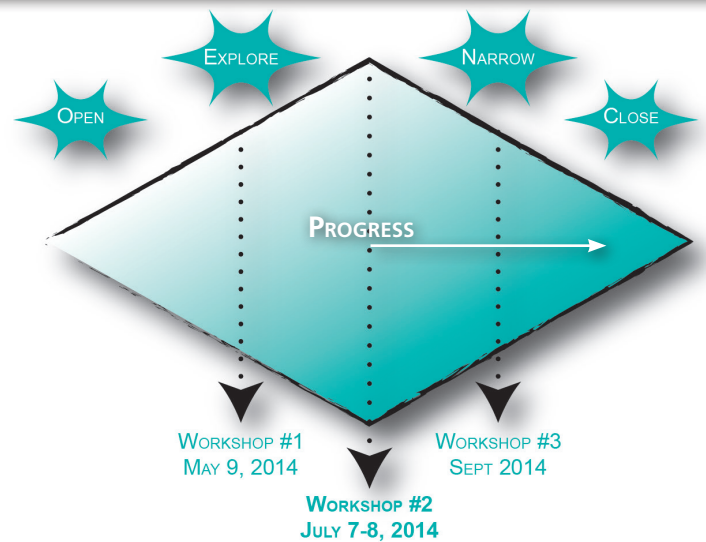 Open
Explore
Narrow
Close
Progress
Workshop #1
May 9, 2014
Workshop #3
Sept 2014
Workshop #2
July 7-8, 2014